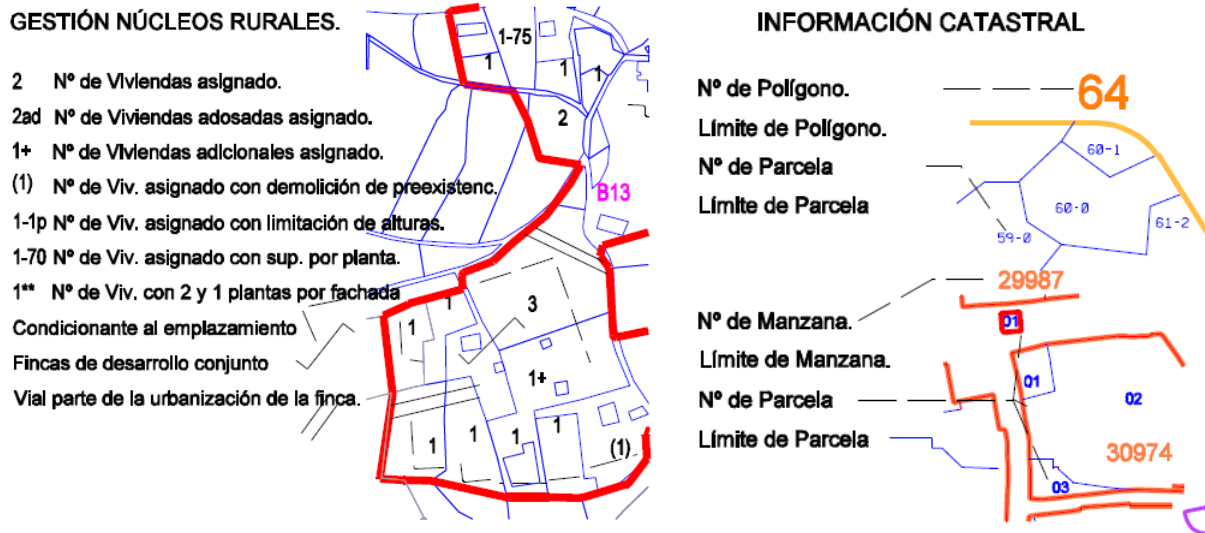 GESTIÓN NÚCLEOS RURALES.
2 Nº de Viviendas asignado.
2ad Nº de Viviendas adosadas asignado.
1+ Nº de Viviendas adicionales asignado.
(1) Nº de Viv. asignado con demolición de preexistenc.
1-1p Nº de Viv. asignado con limitación de alturas.
1-70 Nº de Viv. asignado con sup. por planta.
1** Nº de Viv. con 2 y 1 plantas por fachada
Condicionante al emplazamiento
Fincas de desarrollo conjunto
Vial parte de la urbanización de la finca.
1-75
1
1
1
2
B13
1
1
3
1+
1
1
1
1
(1)
INFORMACIÓN CATASTRAL
Nº de Polígono.
64
Límite de Polígono.
60-1
Nº de Parcela
Límite de Parcela
60-0
61-2
59-0
29987
Nº de Manzana.
01
Límite de Manzana.
01
Nº de Parcela
02
Límite de Parcela
30974
03